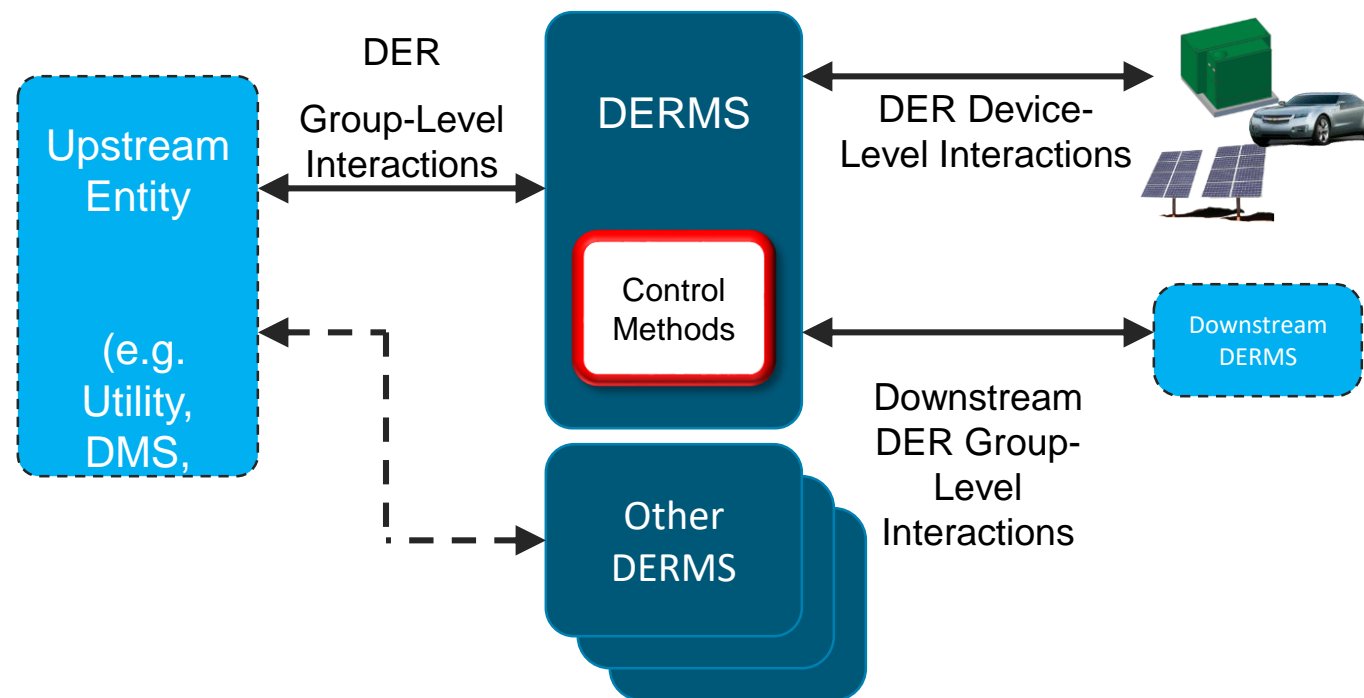 Upstream
Entity
(e.g.
Utility,
DMS,
DER
Group-Level
Interactions
DERMS
Control
Methods
Other
DERMS
DER Device-
Level Interactions
Downstream
DER Group-
Level
Interactions
Downstream
DERMS